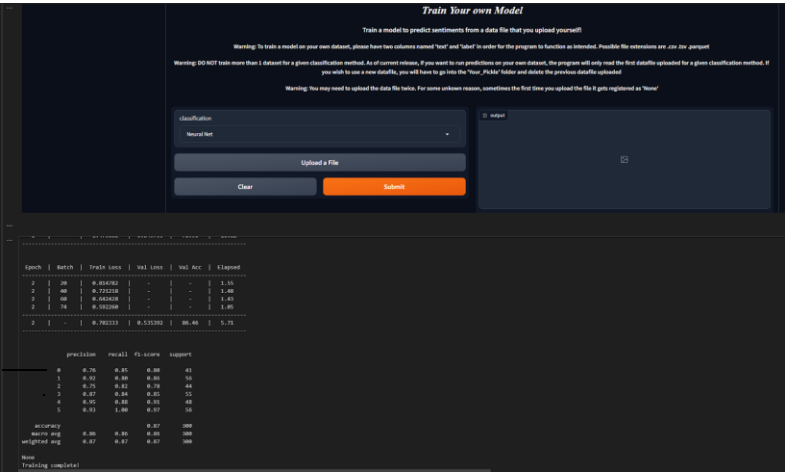 Train Your own Model
Train a model to predict sentiments from a data file that you upload yourself!
Warning: To train a model on your own dataset, please have two columns named 'text' and 'label' in order for the program to function as intended. Possible file extensions are .csv .tsv .parquet
Warning: DO NOT train more than 1 dataset for a given classification method. As of current release, if you want to run predictions on your own dataset, the program will only read the first datafile uploaded for a given classification method. If
you wish to use a new datafile, you will have to go into the 'Your_Pickle' folder and delete the previous datafile uploaded
Warning: You may need to upload the data file twice. For some unkown reason, sometimes the first time you upload the file it gets registered as 'None'
classification
output
Neural Net
Upload a File
Clear
Submit
Epoch | Batch | Train Loss | Val Loss | Val Acc | Elapsed
2 | 20 | 0.814782 | - | - | 1.55
2 | 40 | 0.721210 | - | - | 1.48
2 | 60 | 0.642428 | - | - | 1.43
2 | 74 | 0.592260 | - | - | 1.05
2 | - | 0.702333 | 0.535392 | 86.46 | 5.71
precision recall f1-score support
0 0.76 0.85 0.80 41
1 0.92 0.80 0.86 56
2 0.75 0.82 0.78 44
3 0.87 0.84 0.85 55
4 0.95 0.88 0.91 48
5 0.93 1.00 0.97 56
accuracy 0.87 300
macro avg 0.86 0.86 0.86 300
weighted avg 0.87 0.87 0.87 300
None
Training complete!